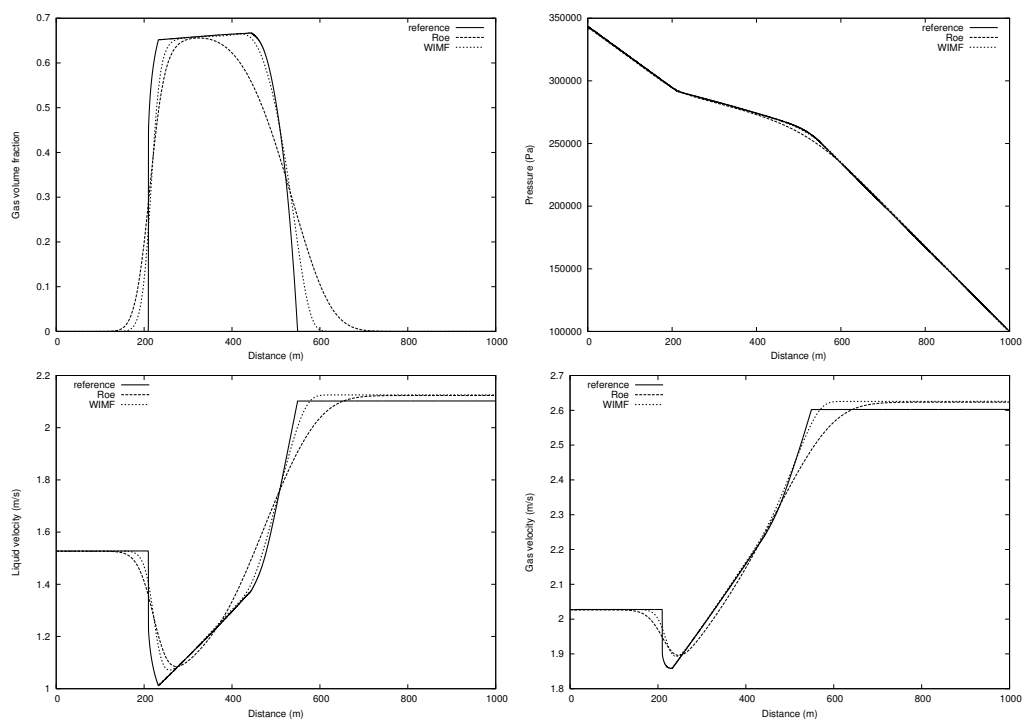 0.7
0.6
0.5
0.4
0.3
0.2
0.1
0
0 200 400 600 800 1000
Gas volume fraction
Distance (m)
reference
Roe
WIMF
350000
300000
250000
200000
150000
100000
0 200 400 600 800 1000
Pressure (Pa)
Distance (m)
reference
Roe
WIMF
2.2
2
1.8
1.6
1.4
1.2
1
0 200 400 600 800 1000
Liquid velocity (m/s)
Distance (m)
reference
Roe
WIMF
2.7
2.6
2.5
2.4
2.3
2.2
2.1
2
1.9
1.8
0 200 400 600 800 1000
Gas velocity (m/s)
Distance (m)
reference
Roe
WIMF